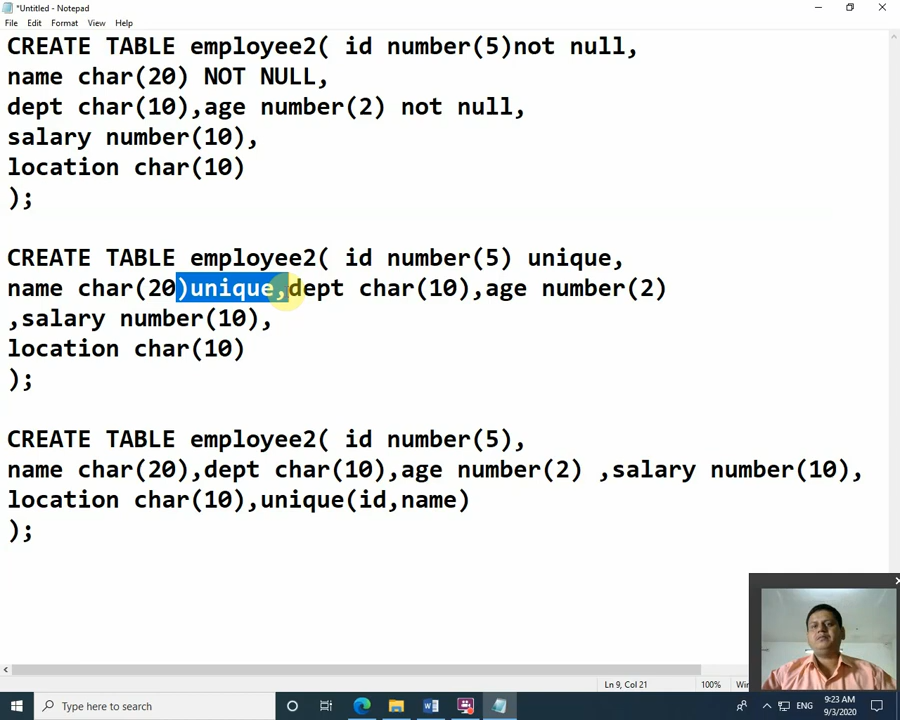 *Untitled - Notepad
File Edit Format View Help
CREATE TABLE employee2( id number(5)not null,
name char(20) NOT NULL,
dept char(10),age number(2) not null,
salary number(10),
location char(10)
);
CREATE TABLE employee2( id number(5) unique,
name char(20)unique,dept char(10),age number(2)
,salary number(10),
location char(10)
);
CREATE TABLE employee2( id number(5),
name char(20),dept char(10),age number(2) ,salary number(10),
location char(10),unique(id,name)
);
Ln 9, Col 21 100% Win
Type here to search
ENG
9:23 AM
9/3/2020